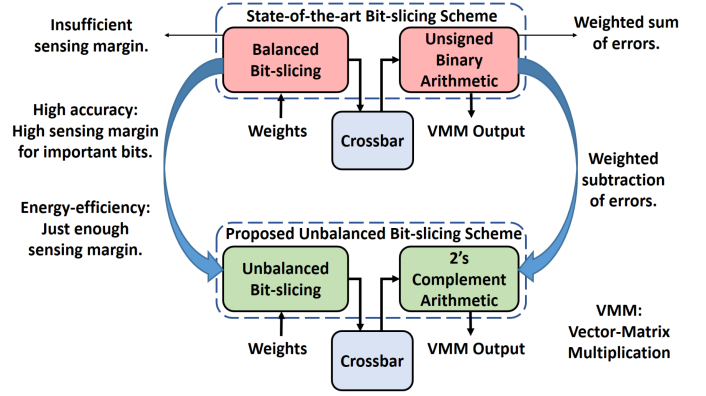 State-of-the-art Bit-slicing Scheme
Insufficient
sensing margin.
Balanced
Bit-slicing
Unsigned
Binary
Arithmetic
Weighted sum
of errors.
High accuracy:
High sensing margin
for important bits.
Weights
Crossbar
VMM Output
Weighted
subtraction
of errors.
Energy-efficiency:
Just enough
sensing margin.
Proposed Unbalanced Bit-slicing Scheme
Unbalanced
Bit-slicing
2's
Complement
Arithmetic
Weights
Crossbar
VMM Output
VMM:
Vector-Matrix
Multiplication